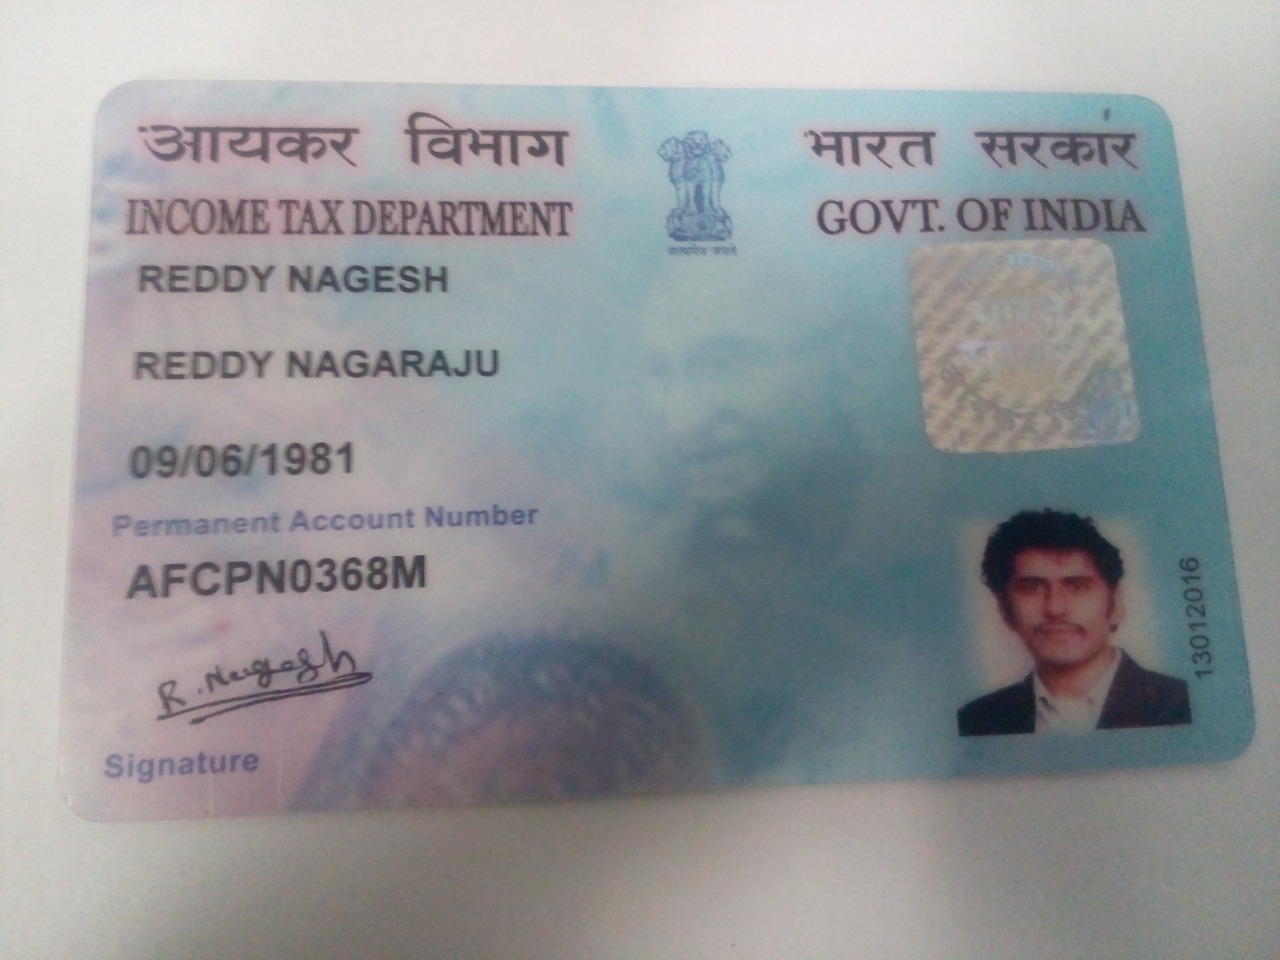 आयकर विभाग
भारत सरकार
INCOME TAX DEPARTMENT
GOVT. OF INDIA
सत्यमेव जयते
REDDY NAGESH
REDDY NAGARAJU
09/06/1981
Permanent Account Number
AFCPN0368M
R. Nagesh
Signature
13012016